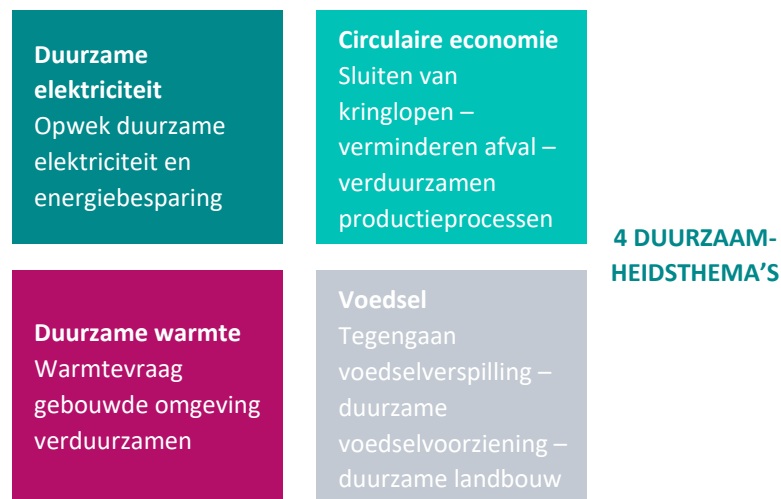 Duurzame
elektriciteit
Opwek duurzame
elektriciteit en
energiebesparing
Circulaire economie
Sluiten van
kringlopen –
verminderen afval –
verduurzamen
productieprocessen
4 DUURZAAM-
HEIDSTHEMA’S
Duurzame warmte
Warmtevraag
gebouwde omgeving
verduurzamen
Voedsel
Tegengaan
voedselverspilling –
duurzame
voedselvoorziening –
duurzame landbouw